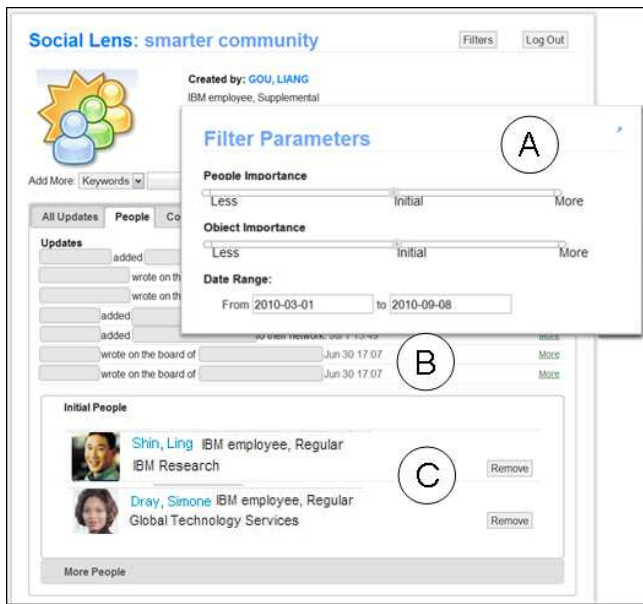 Social Lens: smarter community
Filters
Log Out
Created by: GOU, LIANG
IBM employee, Supplemental
Filter Parameters
A
People Importance
Less Initial More
Object Importance
Less Initial More
Date Range:
From 2010-03-01 to 2010-09-08
Add More: Keywords
All Updates People Co
Updates
added
wrote on th
wrote on th
added
added to their network. Jul 1 15:49 More
wrote on the board of Jun 30 17:07 More
wrote on the board of Jun 30 17:07 More
B
Initial People
Shin, Ling IBM employee, Regular
IBM Research
Remove
C
Dray, Simone IBM employee, Regular
Global Technology Services
Remove
More People